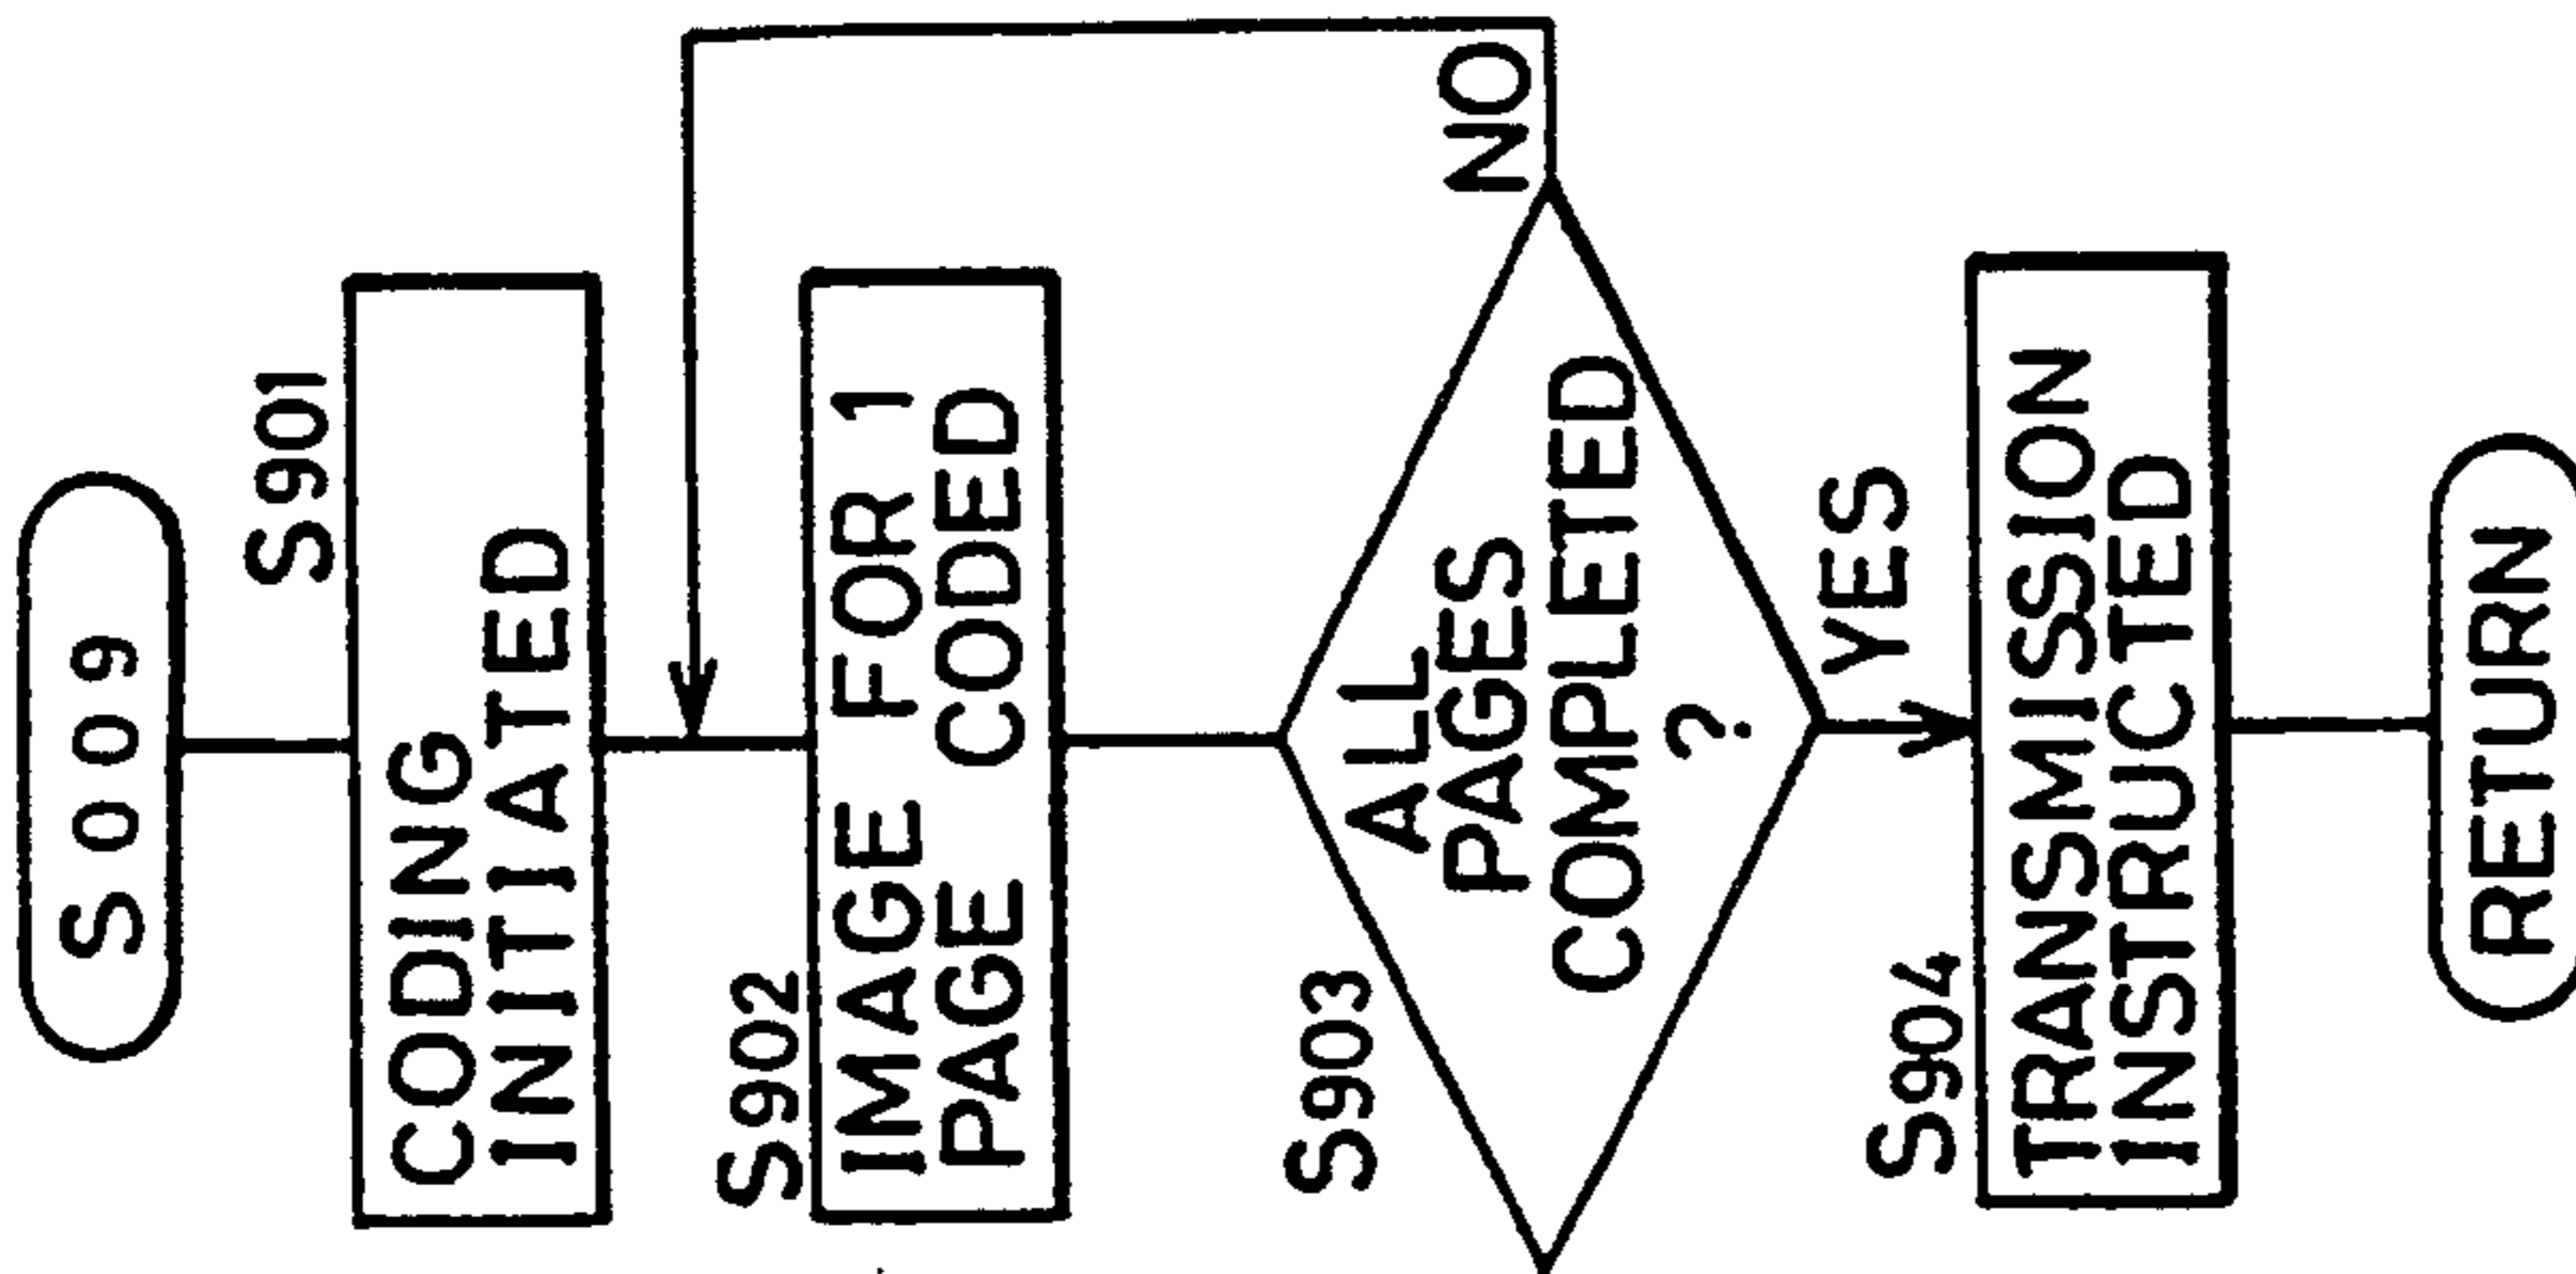 S009
S901
CODING
INITIATED
S902
IMAGE FOR 1
PAGE CODED
S903
ALL
PAGES
COMPLETED
?
NO
YES
S904
TRANSMISSION
INSTRUCTED
RETURN